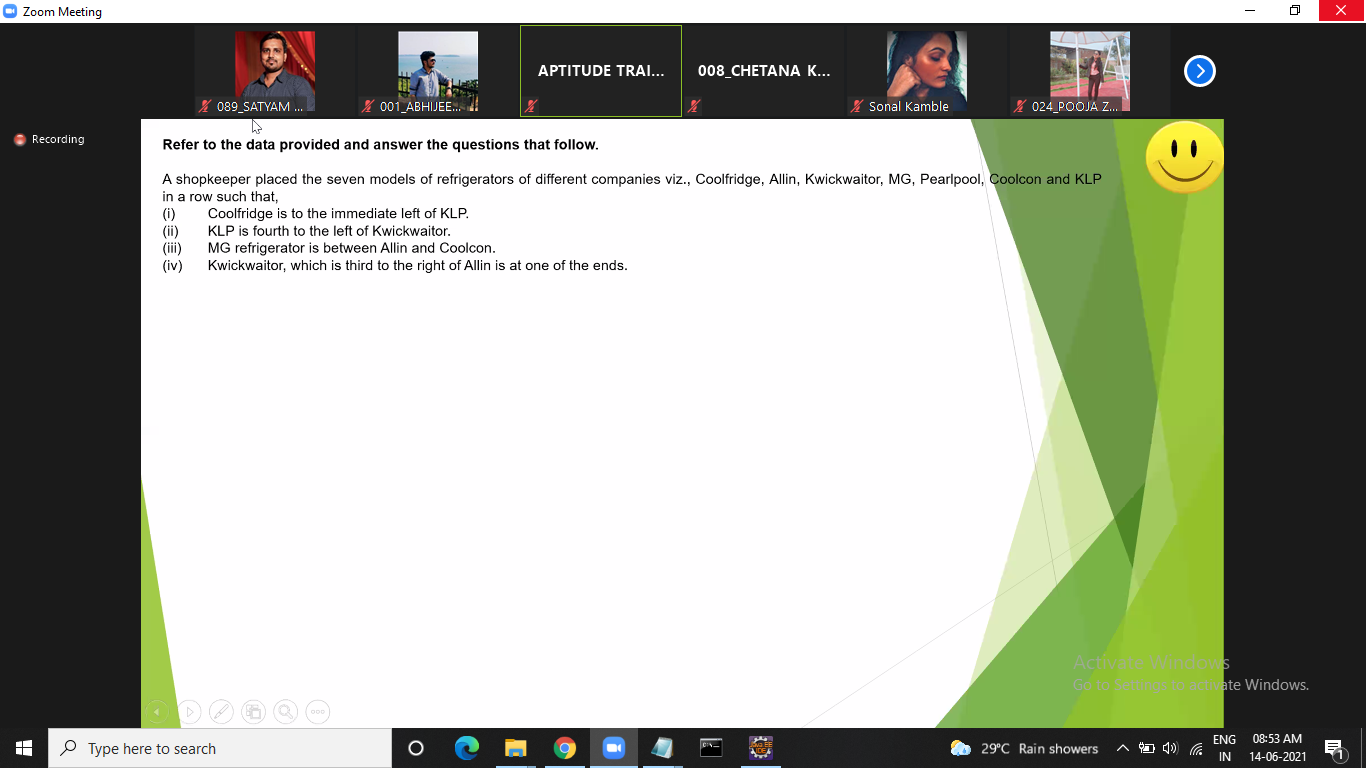 Zoom Meeting
089_SATYAM ...
001_ABHIJEE...
APTITUDE TRAI...
008_CHETANA K...
Sonal Kamble
024_POOJA Z...
Recording
Refer to the data provided and answer the questions that follow.
A shopkeeper placed the seven models of refrigerators of different companies viz., Coolfridge, Allin, Kwickwaitor, MG, Pearlpool, Coolcon and KLP
in a row such that,
(i) Coolfridge is to the immediate left of KLP.
(ii) KLP is fourth to the left of Kwickwaitor.
(iii) MG refrigerator is between Allin and Coolcon.
(iv) Kwickwaitor, which is third to the right of Allin is at one of the ends.
Activate Windows
Go to Settings to activate Windows.
Type here to search
29°C Rain showers
ENG
IN
08:53 AM
14-06-2021
1